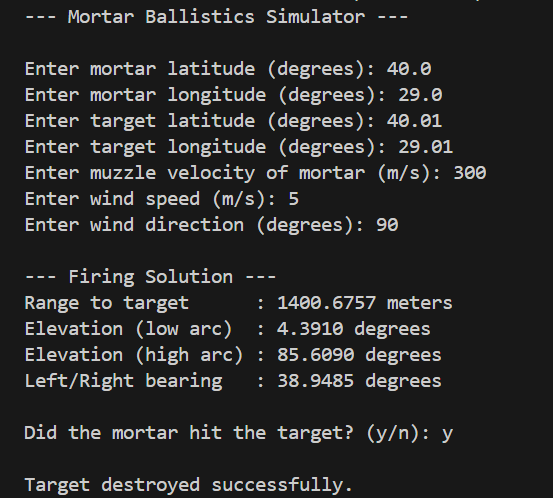 --- Mortar Ballistics Simulator ---
Enter mortar latitude (degrees): 40.0
Enter mortar longitude (degrees): 29.0
Enter target latitude (degrees): 40.01
Enter target longitude (degrees): 29.01
Enter muzzle velocity of mortar (m/s): 300
Enter wind speed (m/s): 5
Enter wind direction (degrees): 90
--- Firing Solution ---
Range to target : 1400.6757 meters
Elevation (low arc) : 4.3910 degrees
Elevation (high arc) : 85.6090 degrees
Left/Right bearing : 38.9485 degrees
Did the mortar hit the target? (y/n): y
Target destroyed successfully.